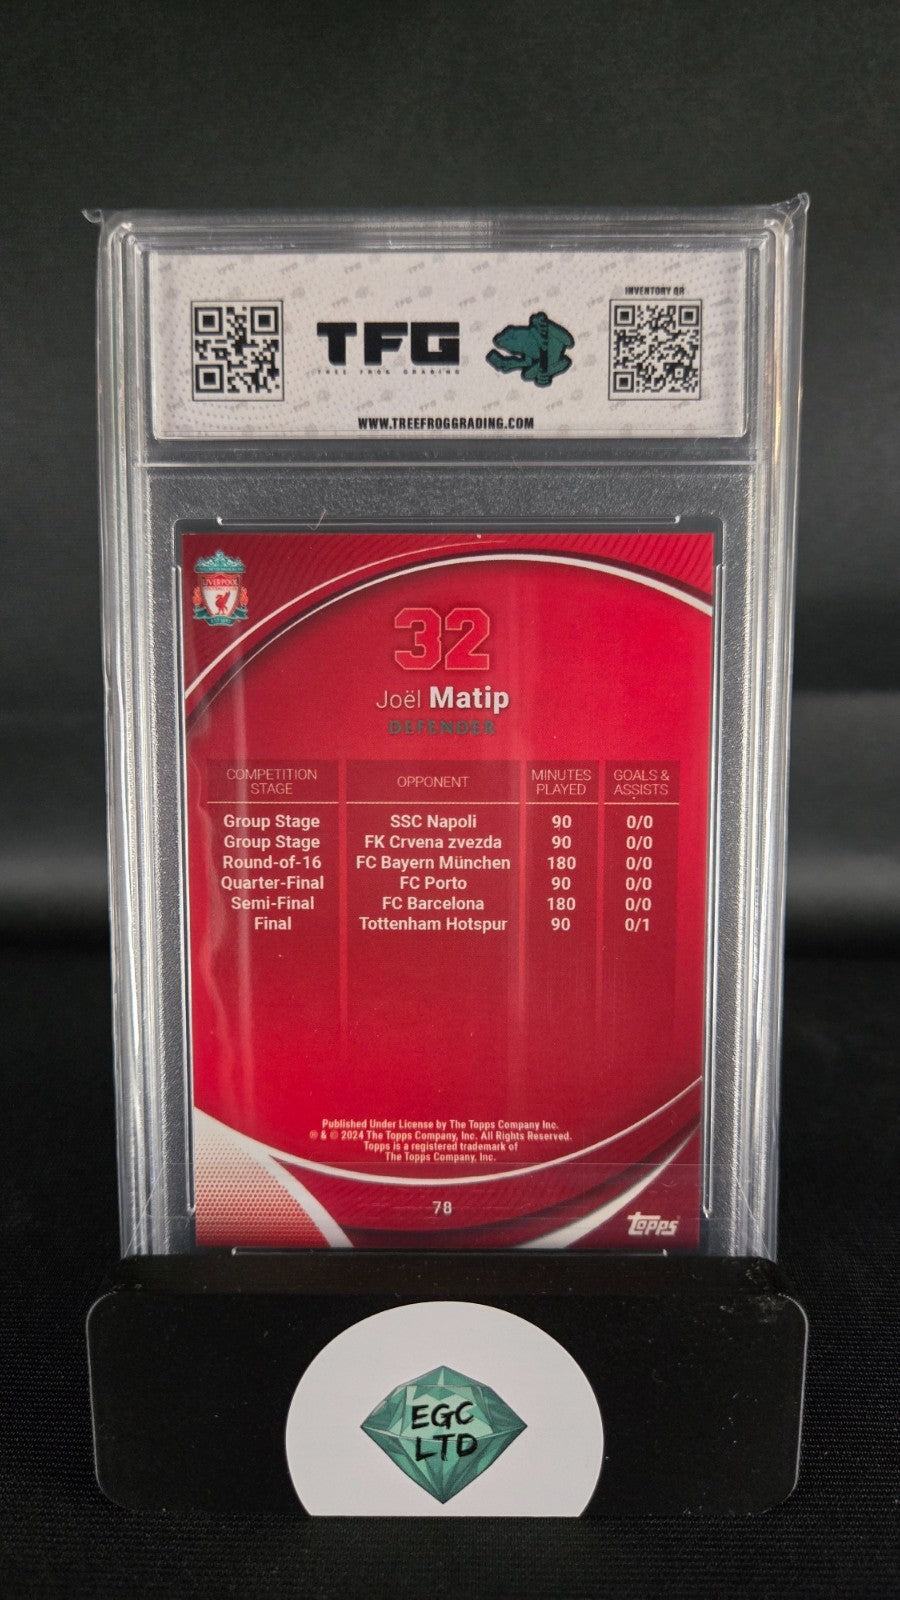 INVENTORY QR
TFG
TREE FROG GRADING
WWW.TREEFROGGRADING.COM
LIVERPOOL
32
Joël Matip
DEFENDER
COMPETITION STAGE OPPONENT MINUTES PLAYED GOALS & ASSISTS
Group Stage SSC Napoli 90 0/0
Group Stage FK Crvena zvezda 90 0/0
Round-of-16 FC Bayern München 180 0/0
Quarter-Final FC Porto 90 0/0
Semi-Final FC Barcelona 180 0/0
Final Tottenham Hotspur 90 0/1
Published Under License by The Topps Company Inc.
® & © 2024 The Topps Company, Inc. All Rights Reserved.
Topps is a registered trademark of
The Topps Company, Inc.
78
Topps
EGC
LTD